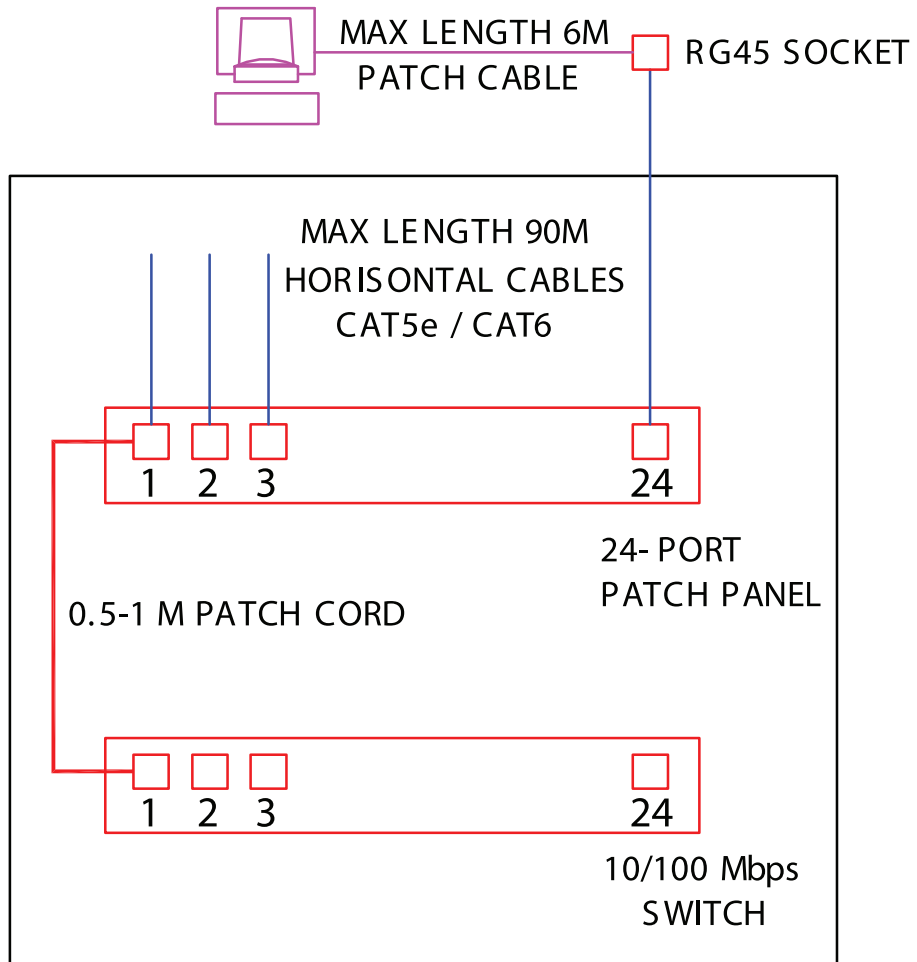 MAX LENGTH 6M
PATCH CABLE
RG45 SOCKET
MAX LENGTH 90M
HORISONTAL CABLES
CAT5e / CAT6
1 2 3 24
24- PORT
PATCH PANEL
0.5-1 M PATCH CORD
1 2 3 24
10/100 Mbps
SWITCH